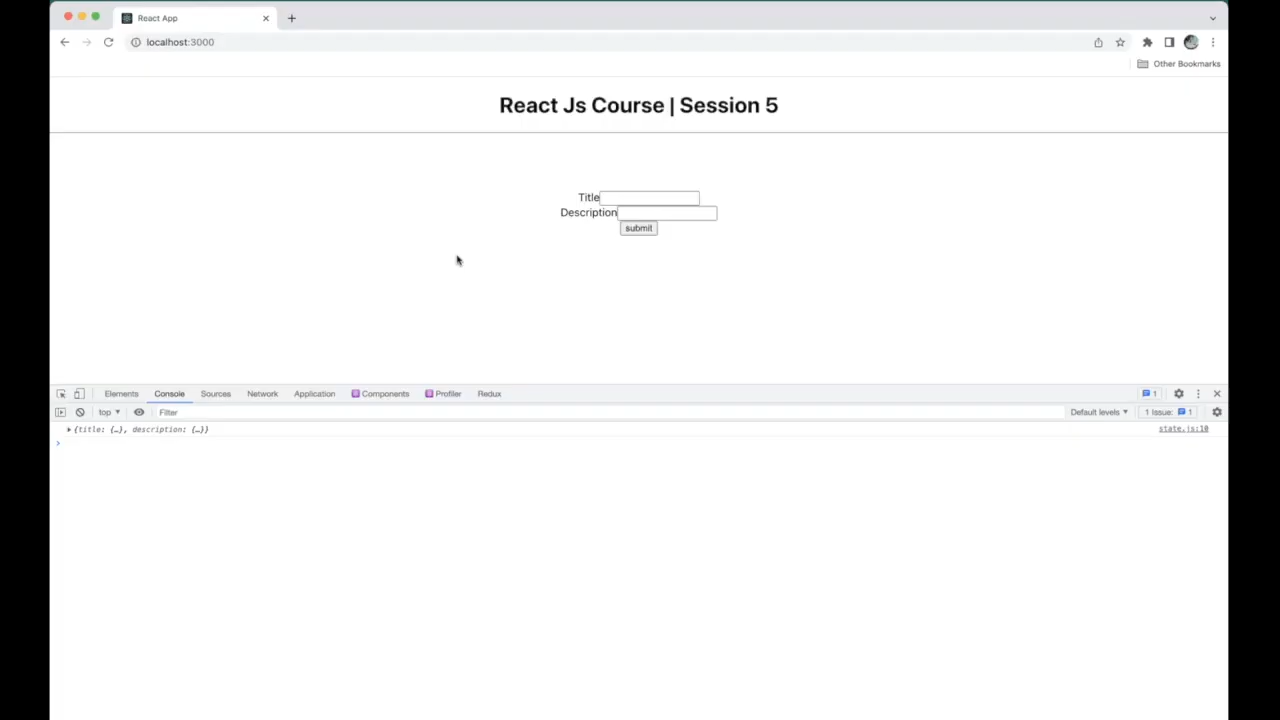 React App
localhost:3000
Other Bookmarks
React Js Course | Session 5
Title
Description
submit
Elements Console Sources Network Application Components Profiler Redux 1
top Filter Default levels 1 Issue: 1
{title: {…}, description: {…}} state.js:10